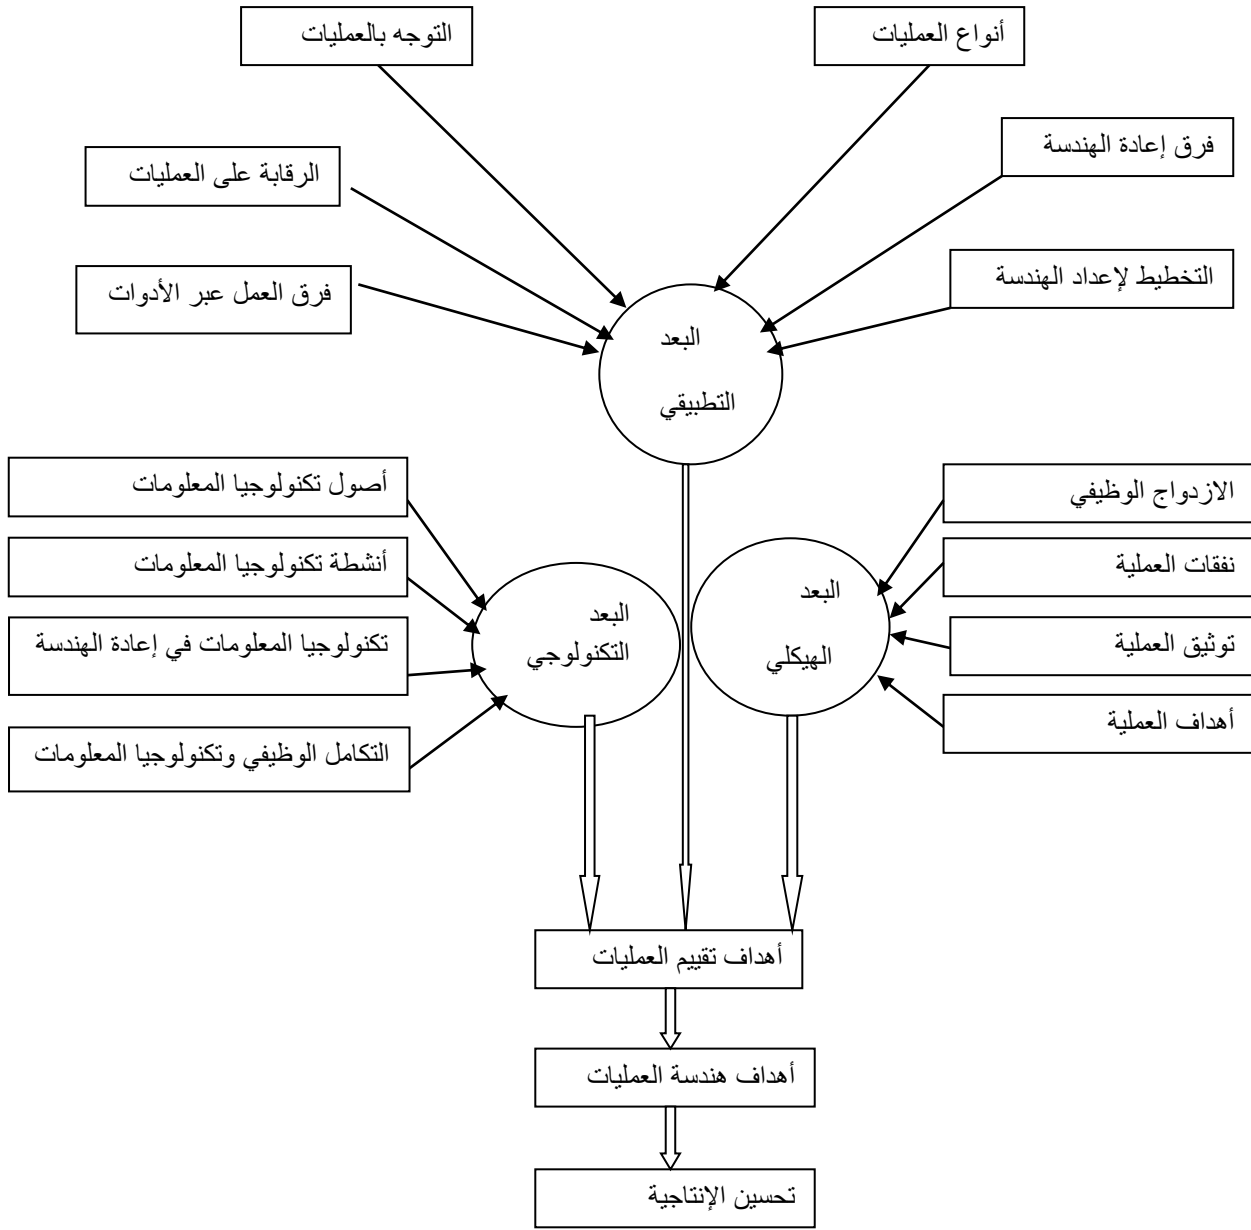 أنواع العمليات
التوجه بالعمليات
فرق إعادة الهندسة
الرقابة على العمليات
التخطيط لإعداد الهندسة
فرق العمل عبر الأدوات
البعد
التطبيقي
الازدواج الوظيفي
نفقات العملية
توثيق العملية
أهداف العملية
البعد
الهيكلي
البعد
التكنولوجي
أصول تكنولوجيا المعلومات
أنشطة تكنولوجيا المعلومات
تكنولوجيا المعلومات في إعادة الهندسة
التكامل الوظيفي وتكنولوجيا المعلومات
أهداف تقييم العمليات
أهداف هندسة العمليات
تحسين الإنتاجية